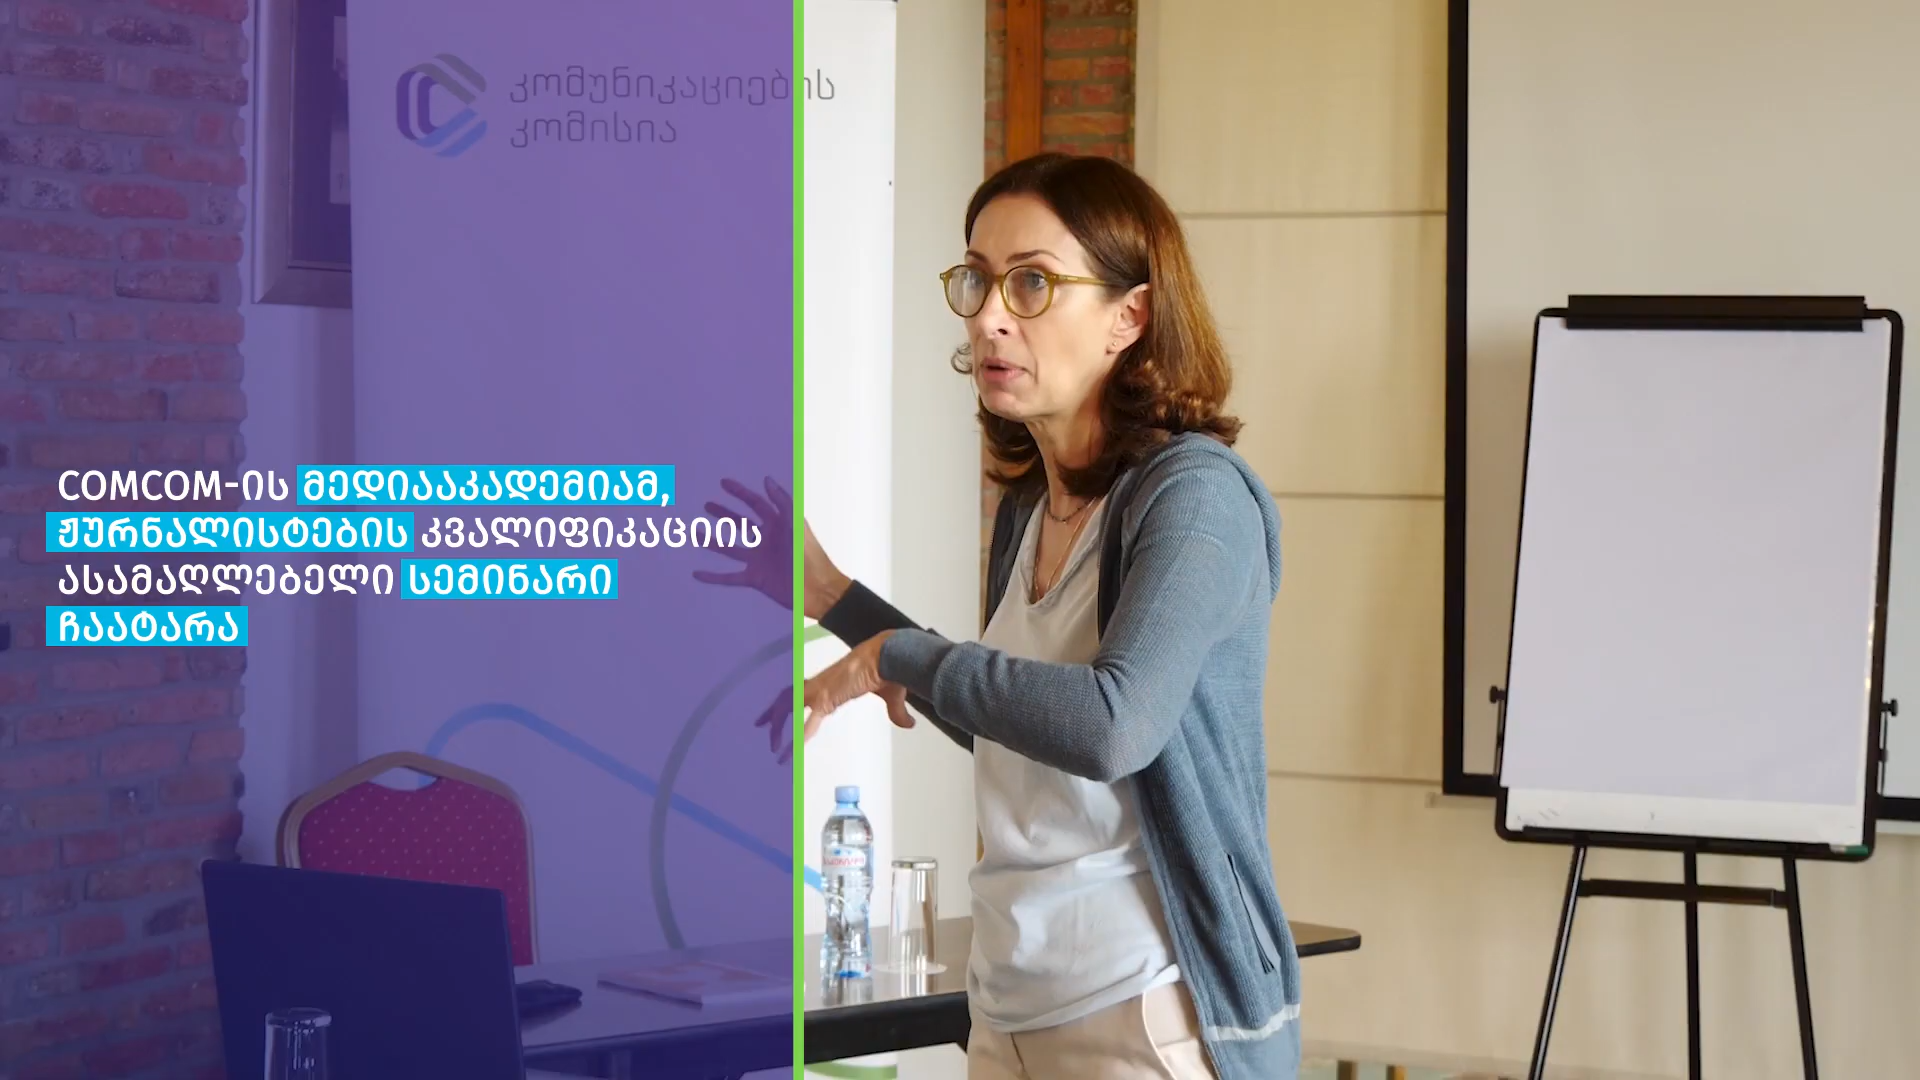 კომუნიკაციების
კომისია
COMCOM-ის მედიააკადემიამ,
ჟურნალისტების კვალიფიკაციის
ასამაღლებელი სემინარი
ჩაატარა